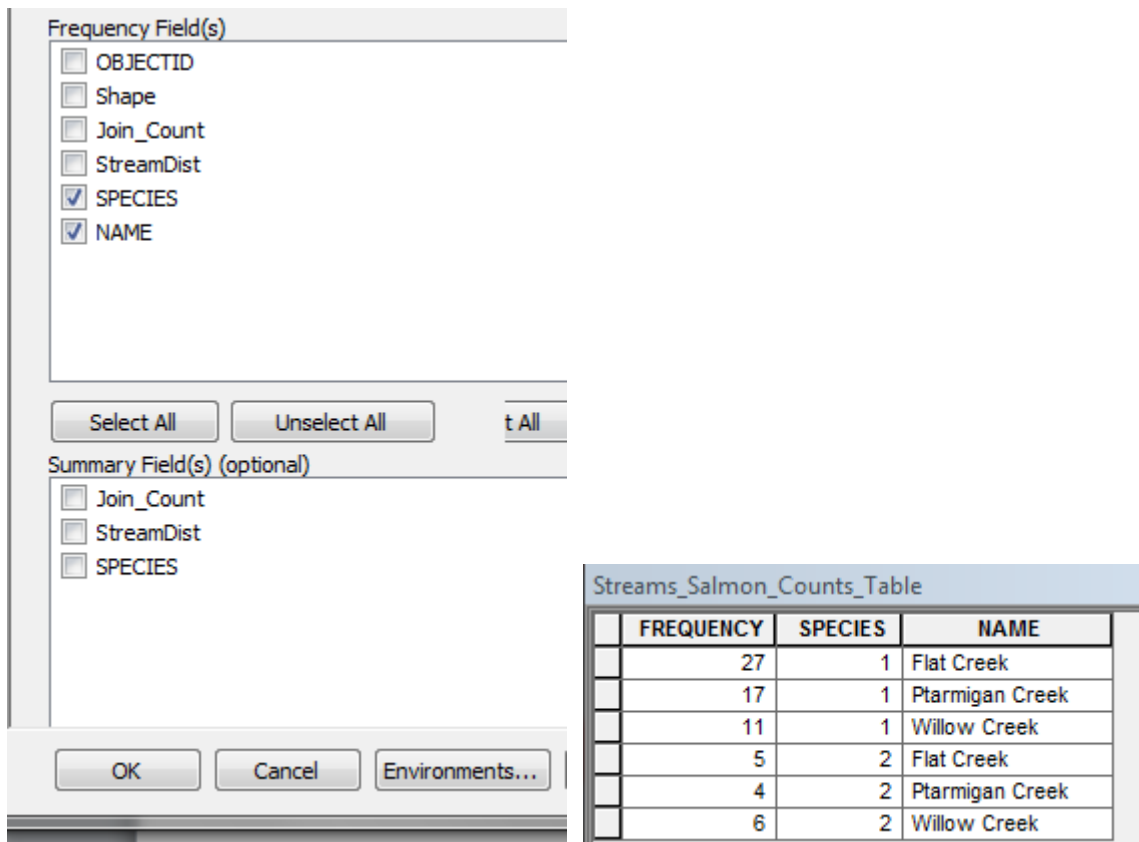 Frequency Field(s)
OBJECTID
Shape
Join_Count
StreamDist
SPECIES
NAME
Select All Unselect All t All
Summary Field(s) (optional)
Join_Count
StreamDist
SPECIES
OK Cancel Environments...
Streams_Salmon_Counts_Table
FREQUENCY SPECIES NAME
27 1 Flat Creek
17 1 Ptarmigan Creek
11 1 Willow Creek
5 2 Flat Creek
4 2 Ptarmigan Creek
6 2 Willow Creek